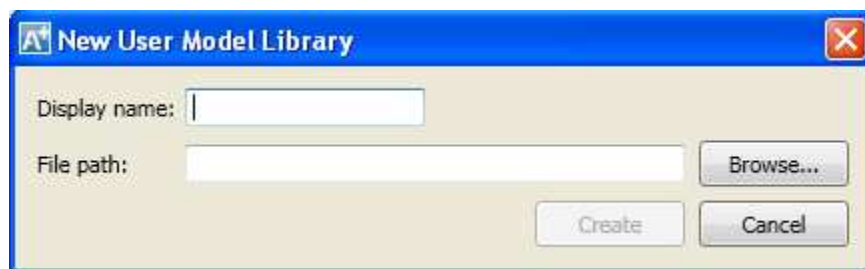 A+ New User Model Library
Display name:
File path:
Browse...
Create
Cancel